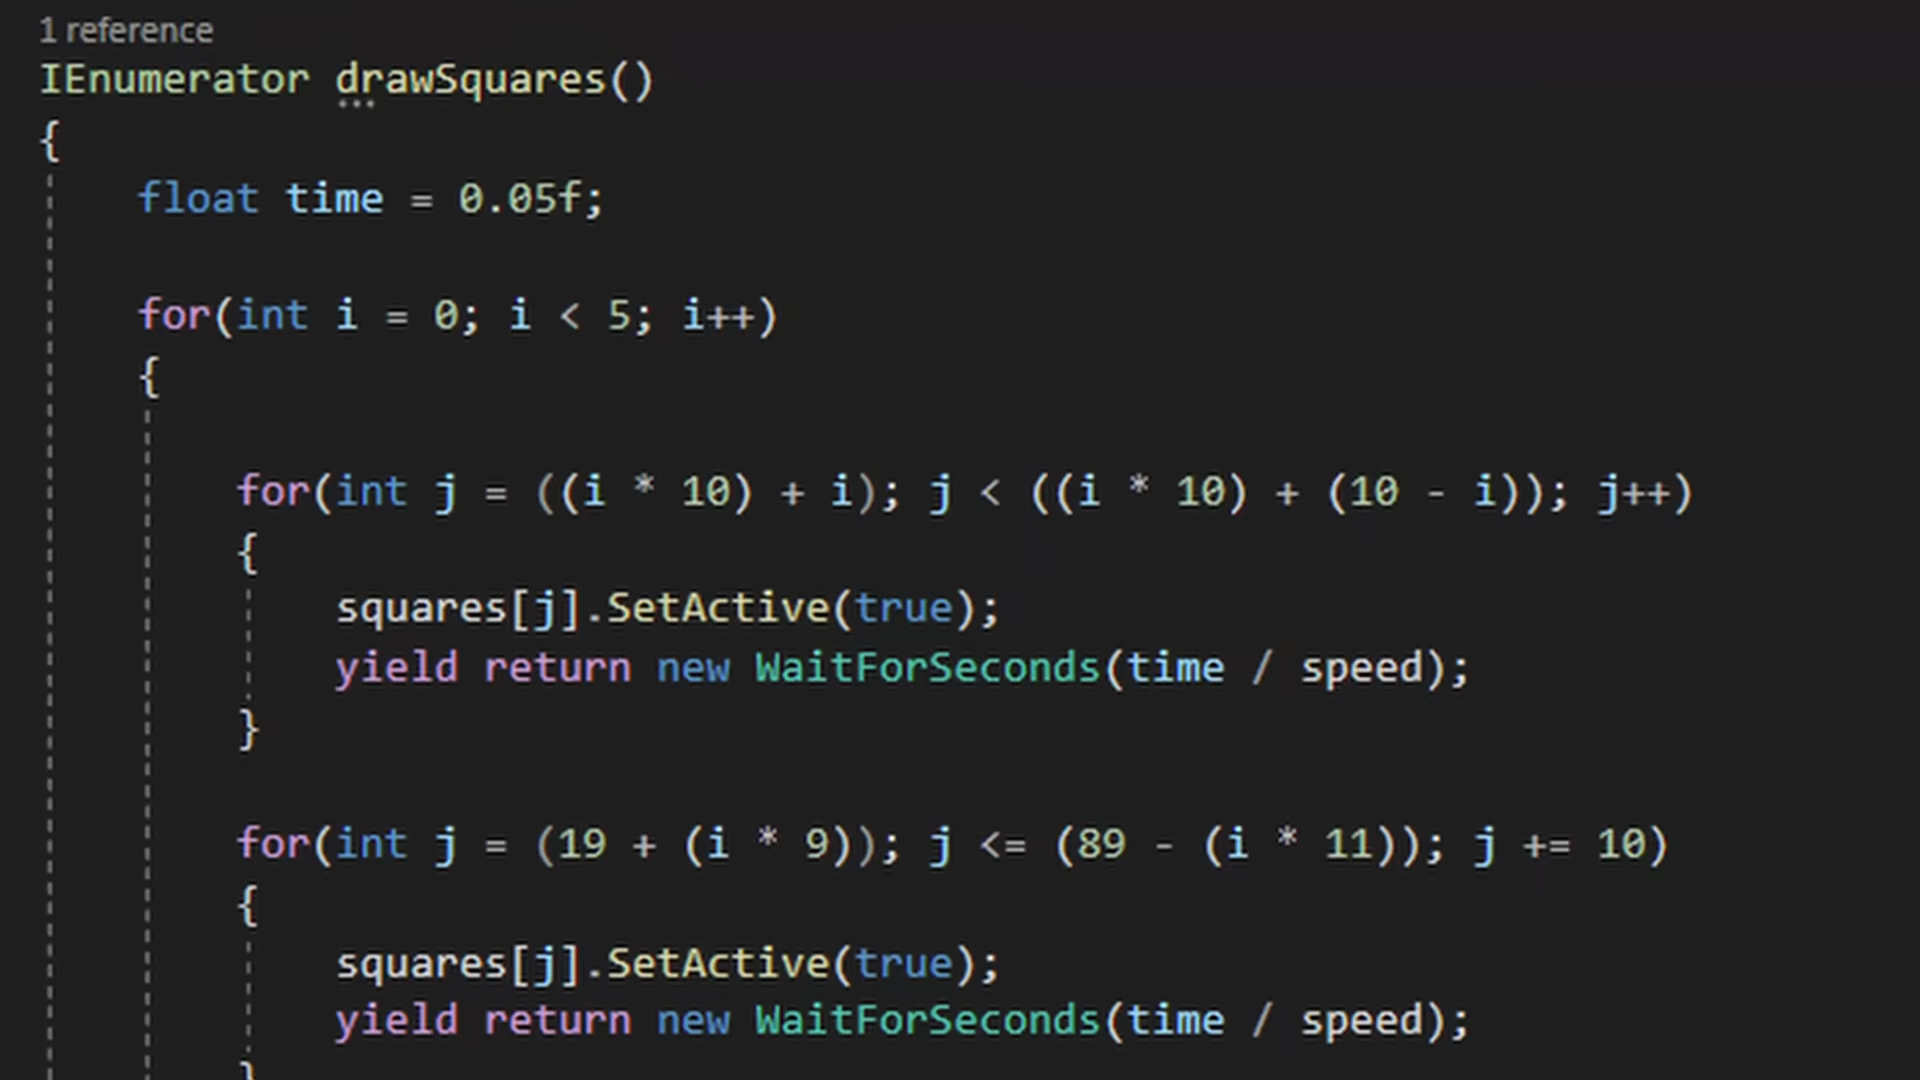 1 reference
IEnumerator drawSquares()
{
float time = 0.05f;
for(int i = 0; i < 5; i++)
{
for(int j = ((i * 10) + i); j < ((i * 10) + (10 - i)); j++)
{
squares[j].SetActive(true);
yield return new WaitForSeconds(time / speed);
}
for(int j = (19 + (i * 9)); j <= (89 - (i * 11)); j += 10)
{
squares[j].SetActive(true);
yield return new WaitForSeconds(time / speed);
}